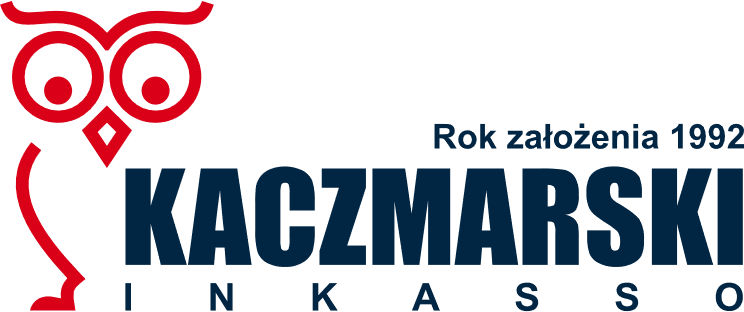 Rok założenia 1992
KACZMARSKI
INKASSO